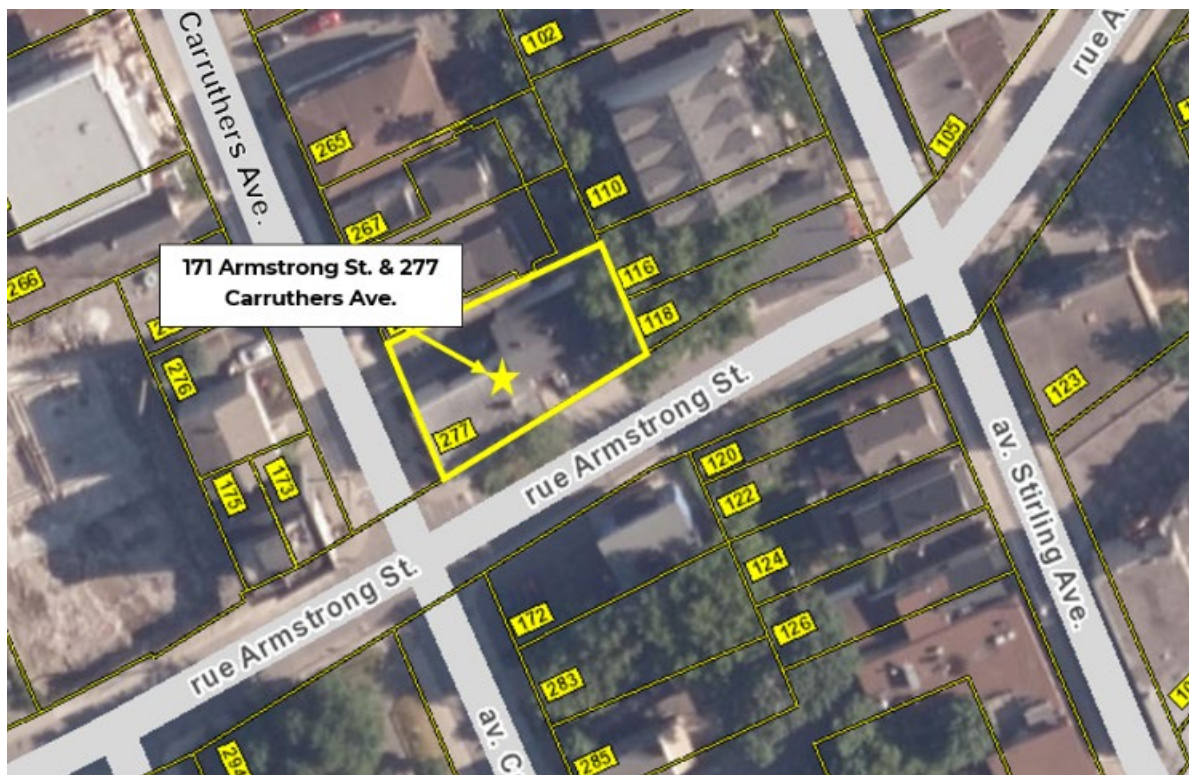 Carruthers Ave.
102
rue A
105
265
110
267
266
171 Armstrong St. & 277
Carruthers Ave.
116
118
276
123
277
rue Armstrong St.
av. Stirling Ave.
120
175
173
122
124
rue Armstrong St.
172
126
283
av. C
294
285